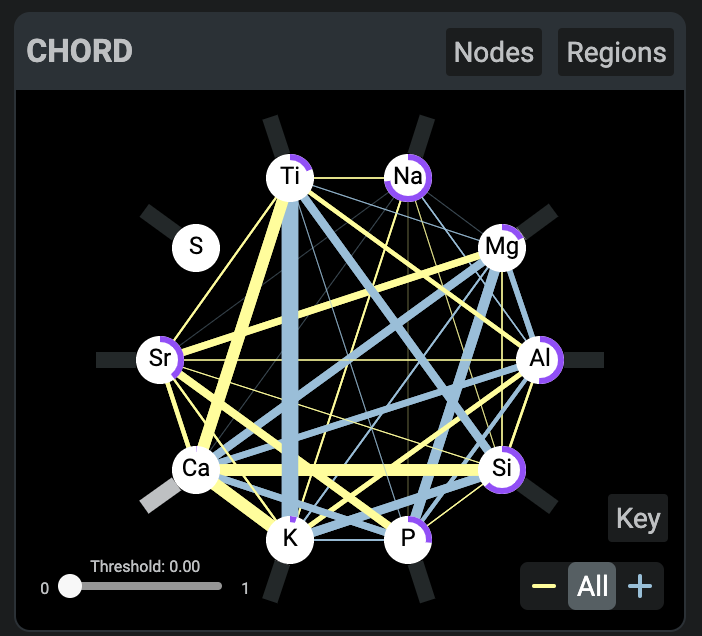 CHORD
Nodes
Regions
Ti
Na
S
Mg
Sr
Al
Ca
Si
K
P
Key
Threshold: 0.00
0
1
− All +